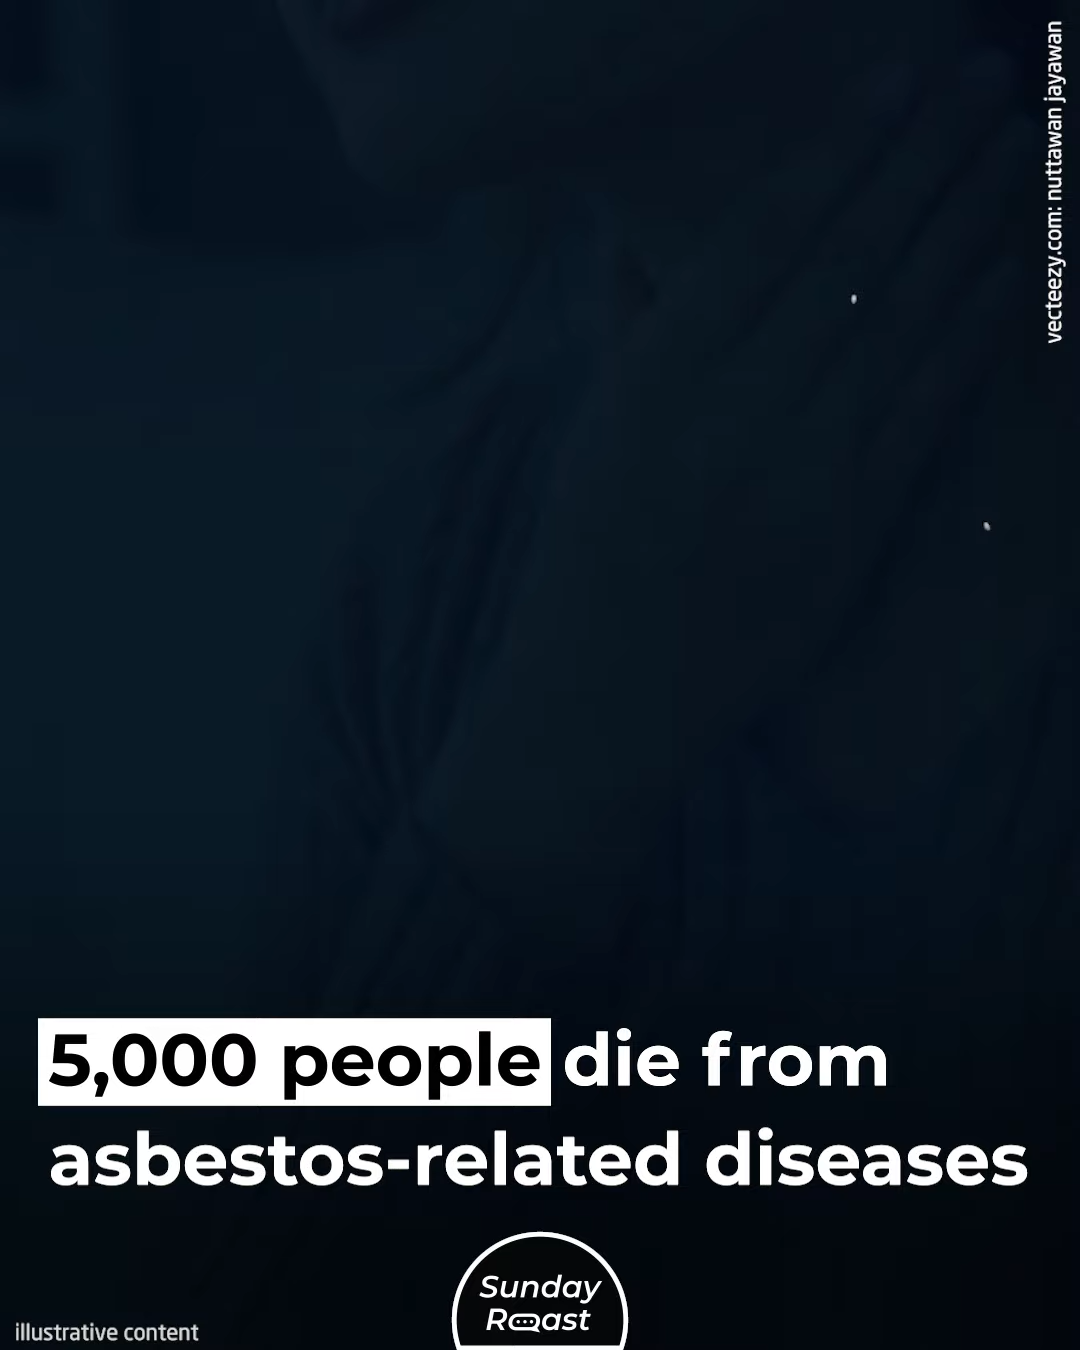 vecteezy.com: nuttawan jayawan
5,000 people die from
asbestos-related diseases
Sunday
Roast
illustrative content